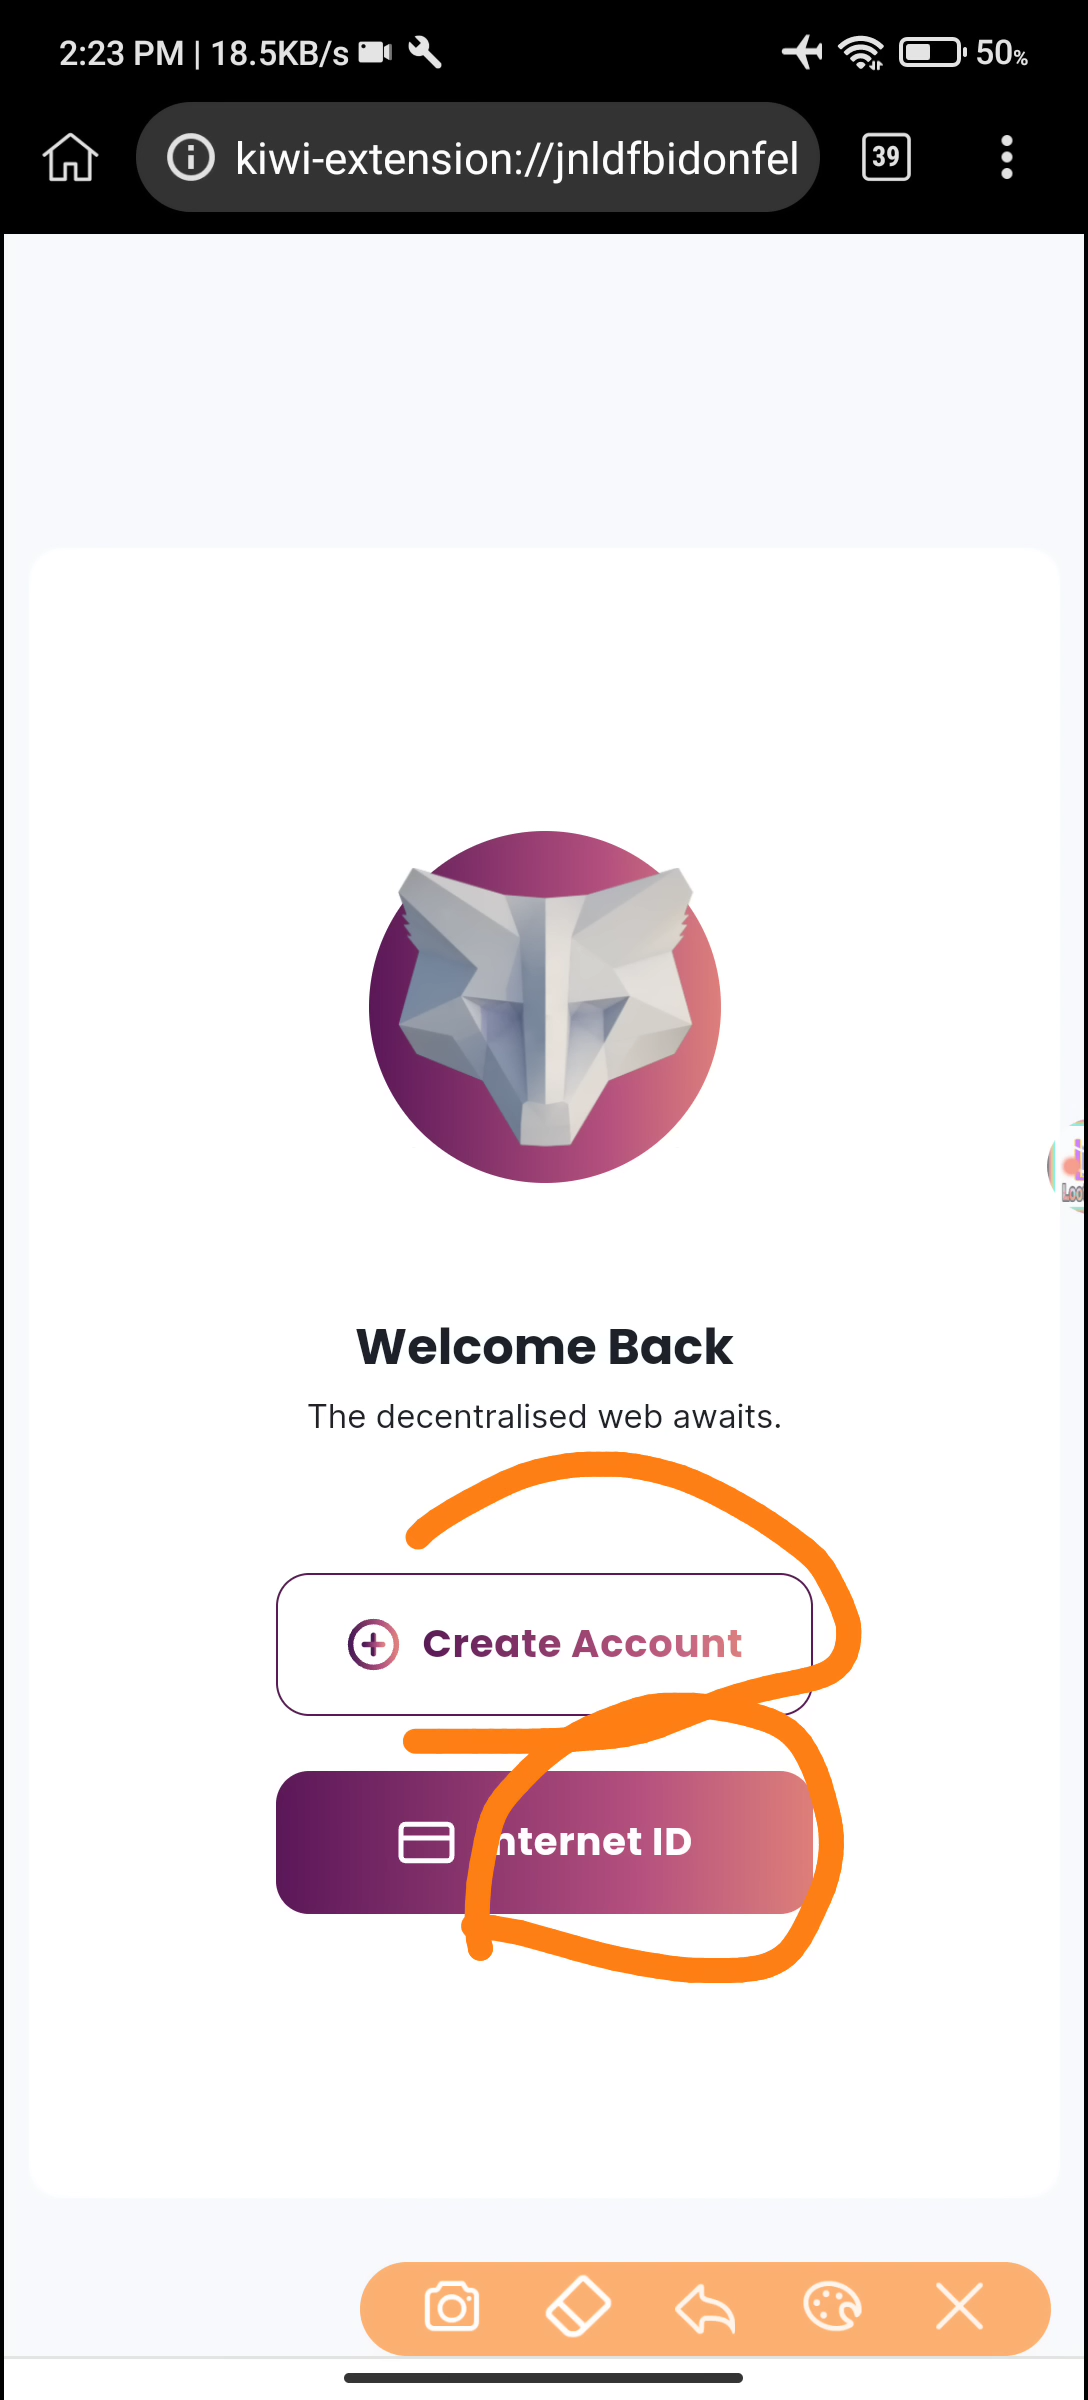 2:23 PM | 18.5KB/s 50%
kiwi-extension://jnldfbidonfel 39
Welcome Back
The decentralised web awaits.
Create Account
nternet ID